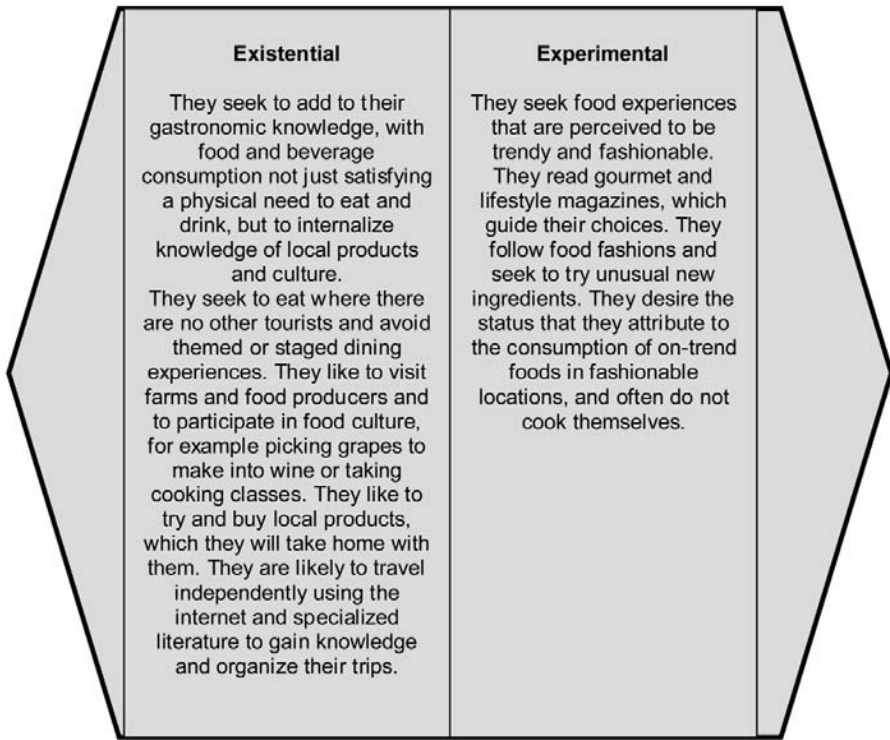 Existential
They seek to add to their
gastronomic knowledge, with
food and beverage
consumption not just satisfying
a physical need to eat and
drink, but to internalize
knowledge of local products
and culture.
They seek to eat where there
are no other tourists and avoid
themed or staged dining
experiences. They like to visit
farms and food producers and
to participate in food culture,
for example picking grapes to
make into wine or taking
cooking classes. They like to
try and buy local products,
which they will take home with
them. They are likely to travel
independently using the
internet and specialized
literature to gain knowledge
and organize their trips.
Experimental
They seek food experiences
that are perceived to be
trendy and fashionable.
They read gourmet and
lifestyle magazines, which
guide their choices. They
follow food fashions and
seek to try unusual new
ingredients. They desire the
status that they attribute to
the consumption of on-trend
foods in fashionable
locations, and often do not
cook themselves.